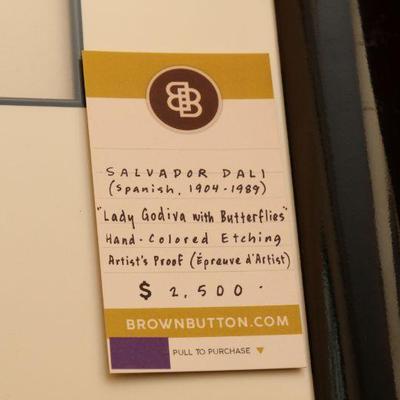 BB
SALVADOR DALI
(Spanish, 1904-1989)
"Lady Godiva with Butterflies"
Hand-Colored Etching
Artist's Proof (Épreuve d'Artist)
$ 2,500.
BROWNBUTTON.COM
PULL TO PURCHASE